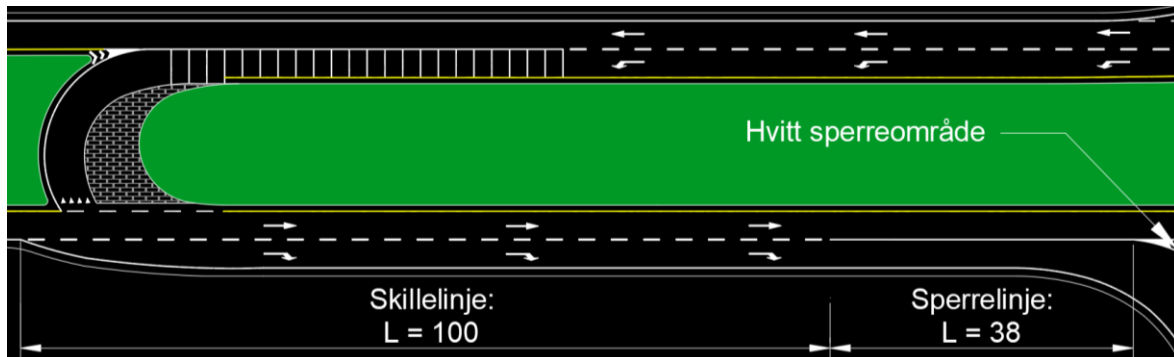 Hvitt sperreområde
Skillelinje:
L = 100
Sperrelinje:
L = 38